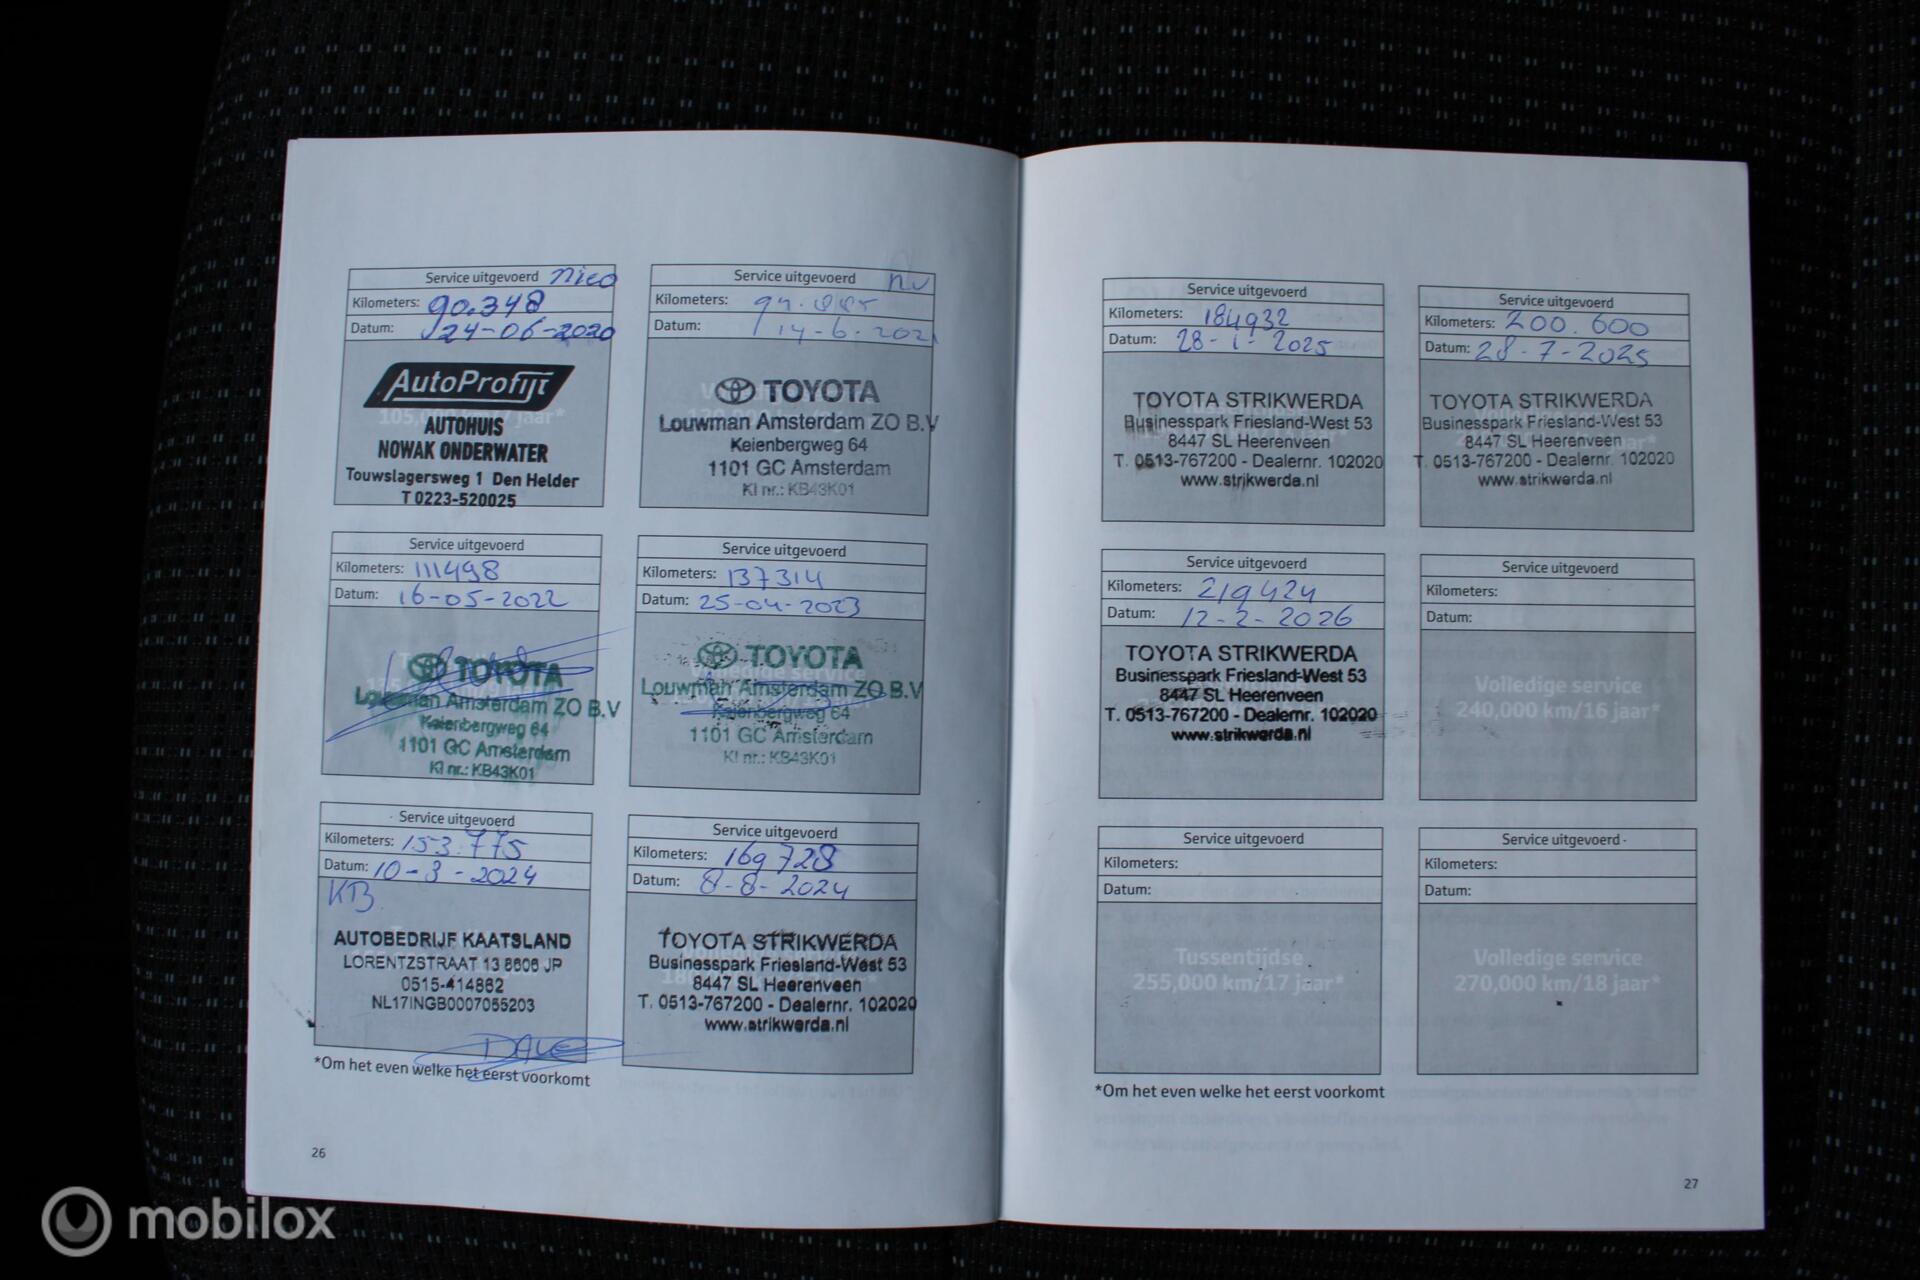 Service uitgevoerd Nico
Kilometers: 90.348
Datum: 24-06-2020
AutoProfijt
105,000 km/7 jaar*
AUTOHUIS
NOWAK ONDERWATER
Touwslagersweg 1 Den Helder
T 0223-520025
Service uitgevoerd
Kilometers:
Datum: 14-6-2021
TOYOTA
Louwman Amsterdam ZO B.V
Keienbergweg 64
1101 GC Amsterdam
KI nr.: KB43K01
Service uitgevoerd
Kilometers: 111498
Datum: 16-05-2022
TOYOTA
Louwman Amsterdam ZO B.V
Keienbergweg 64
1101 GC Amsterdam
KI nr.: KB43K01
Service uitgevoerd
Kilometers: 137314
Datum: 25-04-2023
TOYOTA
Volledige service
Louwman Amsterdam ZO B.V
Keienbergweg 64
1101 GC Amsterdam
KI nr.: KB43K01
Service uitgevoerd
Kilometers: 153.775
Datum: 10-3-2024
KB
AUTOBEDRIJF KAATSLAND
LORENTZSTRAAT 13 8606 JP
0515-414862
NL17INGB0007055203
DAVE
Service uitgevoerd
Kilometers: 169728
Datum: 8-8-2024
TOYOTA STRIKWERDA
Businesspark Friesland-West 53
8447 SL Heerenveen
T. 0513-767200 - Dealernr. 102020
www.strikwerda.nl
*Om het even welke het eerst voorkomt
26
Service uitgevoerd
Kilometers: 184932
Datum: 28-1-2025
TOYOTA STRIKWERDA
Businesspark Friesland-West 53
8447 SL Heerenveen
T. 0513-767200 - Dealernr. 102020
www.strikwerda.nl
Service uitgevoerd
Kilometers: 200.600
Datum: 28-7-2025
TOYOTA STRIKWERDA
Businesspark Friesland-West 53
8447 SL Heerenveen
T. 0513-767200 - Dealernr. 102020
www.strikwerda.nl
Service uitgevoerd
Kilometers: 219424
Datum: 12-2-2026
TOYOTA STRIKWERDA
Businesspark Friesland-West 53
8447 SL Heerenveen
T. 0513-767200 - Dealernr. 102020
www.strikwerda.nl
Service uitgevoerd
Kilometers:
Datum:
Volledige service
240,000 km/16 jaar*
Service uitgevoerd
Kilometers:
Datum:
Tussentijdse
255,000 km/17 jaar*
Service uitgevoerd
Kilometers:
Datum:
Volledige service
270,000 km/18 jaar*
*Om het even welke het eerst voorkomt
27
mobilox